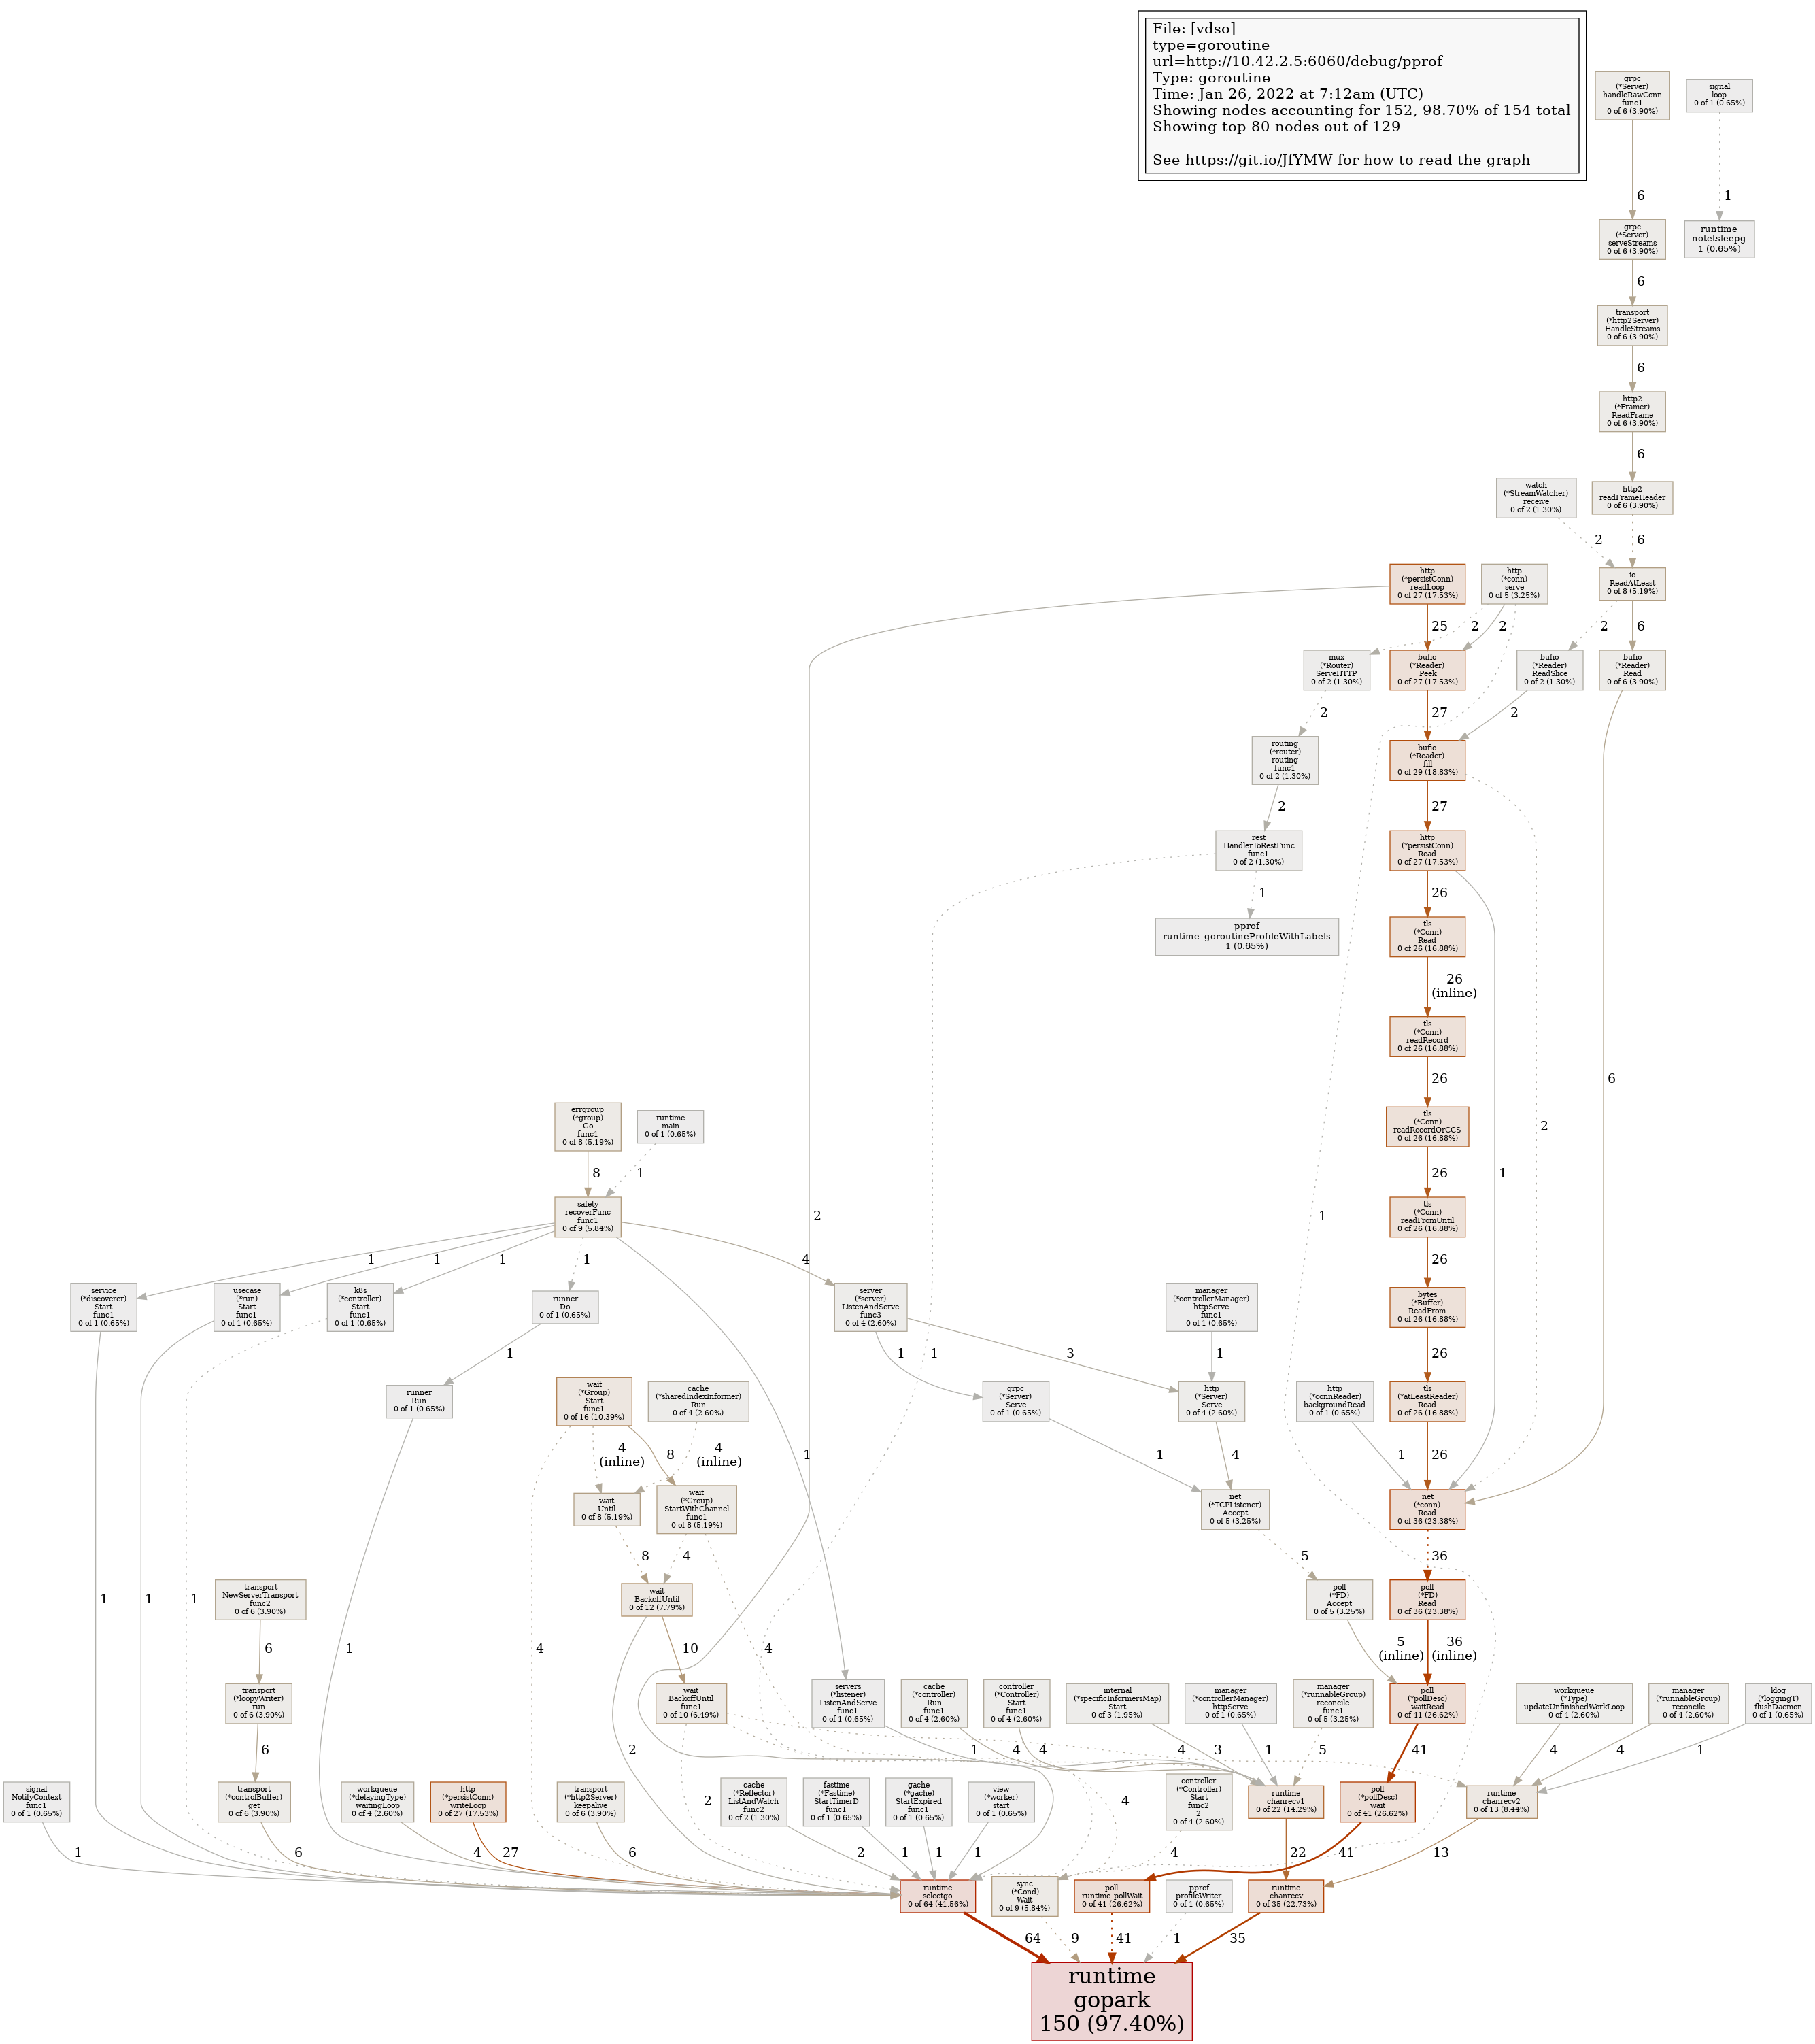 File: [vdso]
type=goroutine
url=http://10.42.2.5:6060/debug/pprof
Type: goroutine
Time: Jan 26, 2022 at 7:12am (UTC)
Showing nodes accounting for 152, 98.70% of 154 total
Showing top 80 nodes out of 129
See https://git.io/JfYMW for how to read the graph
grpc
(*Server)
handleRawConn
func1
0 of 6 (3.90%)
signal
loop
0 of 1 (0.65%)
6
1
grpc
(*Server)
serveStreams
0 of 6 (3.90%)
runtime
notetsleepg
1 (0.65%)
6
transport
(*http2Server)
HandleStreams
0 of 6 (3.90%)
6
http2
(*Framer)
ReadFrame
0 of 6 (3.90%)
6
watch
(*StreamWatcher)
receive
0 of 2 (1.30%)
http2
readFrameHeader
0 of 6 (3.90%)
2
6
http
(*persistConn)
readLoop
0 of 27 (17.53%)
http
(*conn)
serve
0 of 5 (3.25%)
io
ReadAtLeast
0 of 8 (5.19%)
25
2
2
2
6
mux
(*Router)
ServeHTTP
0 of 2 (1.30%)
bufio
(*Reader)
Peek
0 of 27 (17.53%)
bufio
(*Reader)
ReadSlice
0 of 2 (1.30%)
bufio
(*Reader)
Read
0 of 6 (3.90%)
2
27
2
routing
(*router)
routing
func1
0 of 2 (1.30%)
bufio
(*Reader)
fill
0 of 29 (18.83%)
2
27
rest
HandlerToRestFunc
func1
0 of 2 (1.30%)
http
(*persistConn)
Read
0 of 27 (17.53%)
1
26
pprof
runtime_goroutineProfileWithLabels
1 (0.65%)
tls
(*Conn)
Read
0 of 26 (16.88%)
26
(inline)
tls
(*Conn)
readRecord
0 of 26 (16.88%)
26
6
errgroup
(*group)
Go
func1
0 of 8 (5.19%)
runtime
main
0 of 1 (0.65%)
tls
(*Conn)
readRecordOrCCS
0 of 26 (16.88%)
2
8
1
26
1
safety
recoverFunc
func1
0 of 9 (5.84%)
2
1
tls
(*Conn)
readFromUntil
0 of 26 (16.88%)
1
1
1
1
4
26
service
(*discoverer)
Start
func1
0 of 1 (0.65%)
usecase
(*run)
Start
func1
0 of 1 (0.65%)
k8s
(*controller)
Start
func1
0 of 1 (0.65%)
runner
Do
0 of 1 (0.65%)
server
(*server)
ListenAndServe
func3
0 of 4 (2.60%)
manager
(*controllerManager)
httpServe
func1
0 of 1 (0.65%)
bytes
(*Buffer)
ReadFrom
0 of 26 (16.88%)
1
1
1
3
1
26
runner
Run
0 of 1 (0.65%)
wait
(*Group)
Start
func1
0 of 16 (10.39%)
cache
(*sharedIndexInformer)
Run
0 of 4 (2.60%)
grpc
(*Server)
Serve
0 of 1 (0.65%)
http
(*Server)
Serve
0 of 4 (2.60%)
http
(*connReader)
backgroundRead
0 of 1 (0.65%)
tls
(*atLeastReader)
Read
0 of 26 (16.88%)
4
(inline)
8
4
(inline)
1
1
4
1
26
wait
Until
0 of 8 (5.19%)
wait
(*Group)
StartWithChannel
func1
0 of 8 (5.19%)
net
(*TCPListener)
Accept
0 of 5 (3.25%)
net
(*conn)
Read
0 of 36 (23.38%)
8
4
5
36
transport
NewServerTransport
func2
0 of 6 (3.90%)
wait
BackoffUntil
0 of 12 (7.79%)
poll
(*FD)
Accept
0 of 5 (3.25%)
poll
(*FD)
Read
0 of 36 (23.38%)
1
1
1
6
1
4
10
4
5
(inline)
36
(inline)
transport
(*loopyWriter)
run
0 of 6 (3.90%)
wait
BackoffUntil
func1
0 of 10 (6.49%)
servers
(*listener)
ListenAndServe
func1
0 of 1 (0.65%)
cache
(*controller)
Run
func1
0 of 4 (2.60%)
controller
(*Controller)
Start
func1
0 of 4 (2.60%)
internal
(*specificInformersMap)
Start
0 of 3 (1.95%)
manager
(*controllerManager)
httpServe
0 of 1 (0.65%)
manager
(*runnableGroup)
reconcile
func1
0 of 5 (3.25%)
poll
(*pollDesc)
waitRead
0 of 41 (26.62%)
workqueue
(*Type)
updateUnfinishedWorkLoop
0 of 4 (2.60%)
manager
(*runnableGroup)
reconcile
0 of 4 (2.60%)
klog
(*loggingT)
flushDaemon
0 of 1 (0.65%)
6
2
1
4
4
4
3
1
5
41
4
4
1
signal
NotifyContext
func1
0 of 1 (0.65%)
transport
(*controlBuffer)
get
0 of 6 (3.90%)
workqueue
(*delayingType)
waitingLoop
0 of 4 (2.60%)
http
(*persistConn)
writeLoop
0 of 27 (17.53%)
transport
(*http2Server)
keepalive
0 of 6 (3.90%)
2
cache
(*Reflector)
ListAndWatch
func2
0 of 2 (1.30%)
fastime
(*Fastime)
StartTimerD
func1
0 of 1 (0.65%)
gache
(*gache)
StartExpired
func1
0 of 1 (0.65%)
view
(*worker)
start
0 of 1 (0.65%)
4
controller
(*Controller)
Start
func2
2
0 of 4 (2.60%)
runtime
chanrecv1
0 of 22 (14.29%)
poll
(*pollDesc)
wait
0 of 41 (26.62%)
runtime
chanrecv2
0 of 13 (8.44%)
1
6
4
27
6
2
1
1
1
4
22
41
13
runtime
selectgo
0 of 64 (41.56%)
sync
(*Cond)
Wait
0 of 9 (5.84%)
poll
runtime_pollWait
0 of 41 (26.62%)
pprof
profileWriter
0 of 1 (0.65%)
runtime
chanrecv
0 of 35 (22.73%)
64
9
41
1
35
runtime
gopark
150 (97.40%)